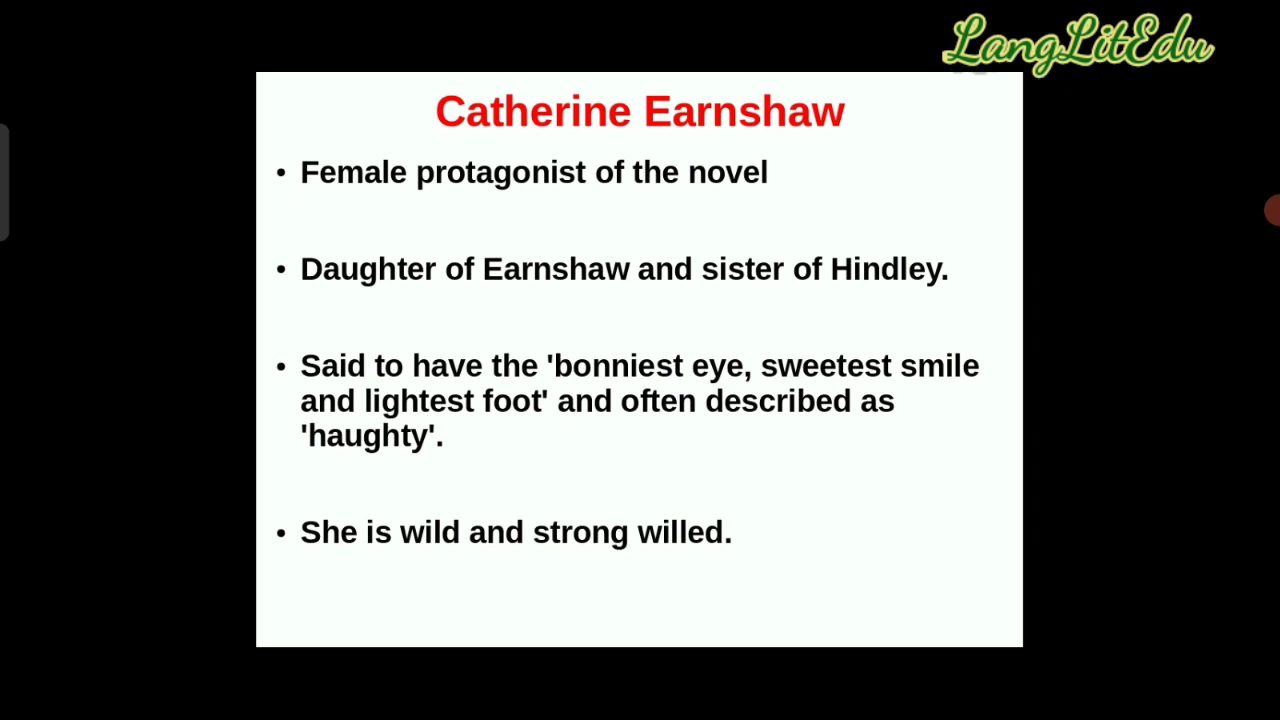 LangLitEdu
Catherine Earnshaw
• Female protagonist of the novel
• Daughter of Earnshaw and sister of Hindley.
• Said to have the 'bonniest eye, sweetest smile
and lightest foot' and often described as
'haughty'.
• She is wild and strong willed.